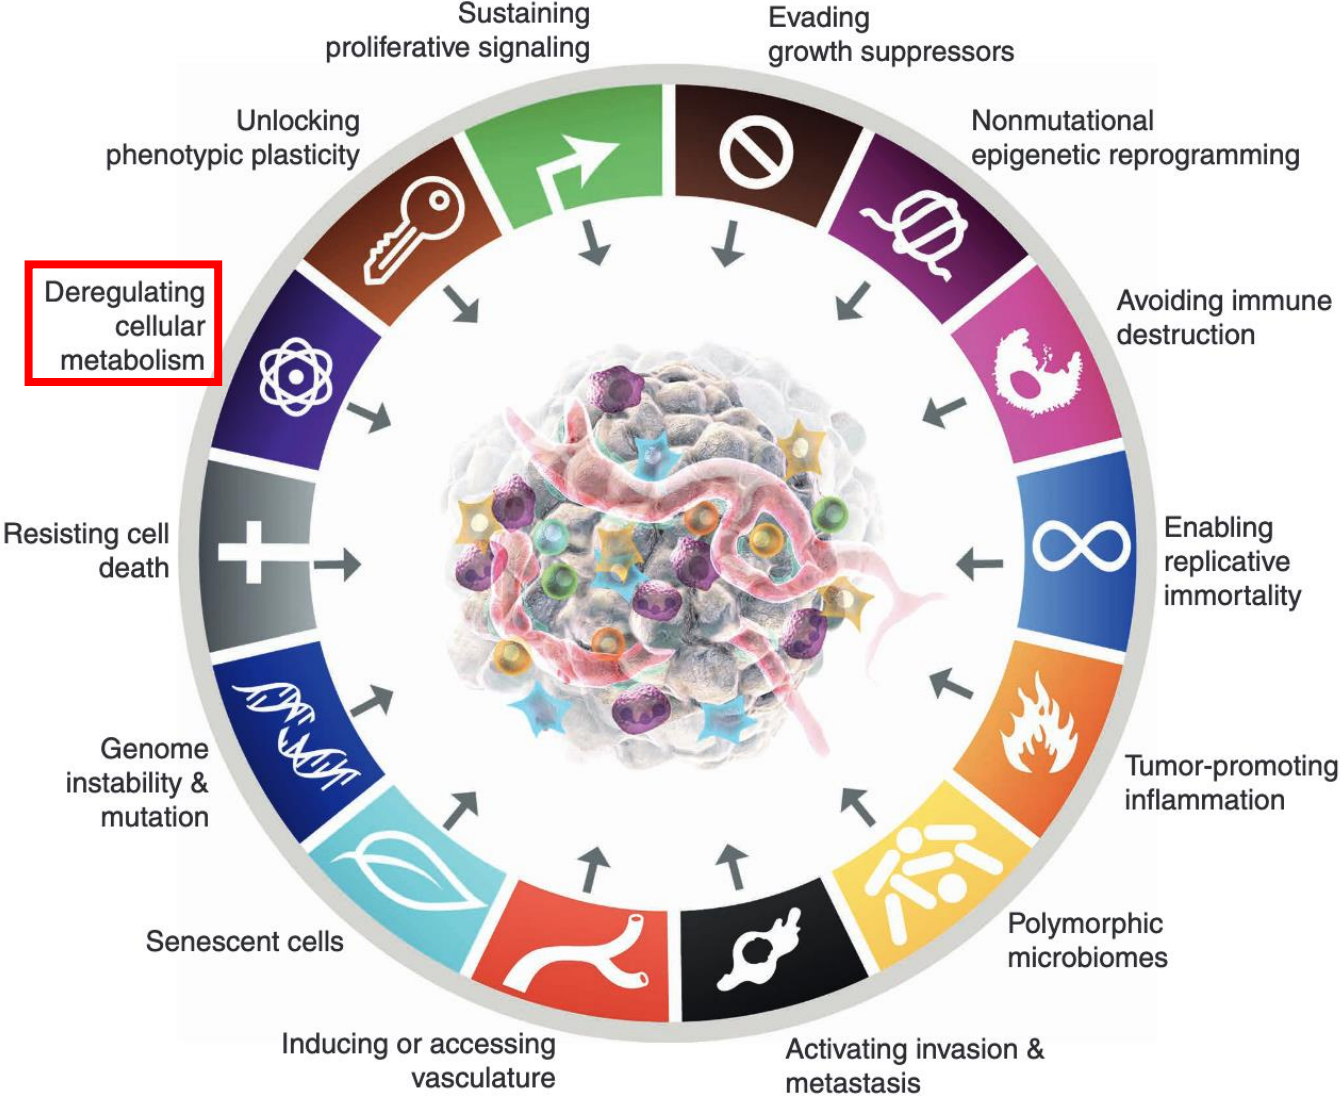 Sustaining
proliferative signaling
Evading
growth suppressors
Nonmutational
epigenetic reprogramming
Avoiding immune
destruction
Enabling
replicative
immortality
Tumor-promoting
inflammation
Polymorphic
microbiomes
Activating invasion &
metastasis
Inducing or accessing
vasculature
Senescent cells
Genome
instability &
mutation
Resisting cell
death
Deregulating
cellular
metabolism
Unlocking
phenotypic plasticity